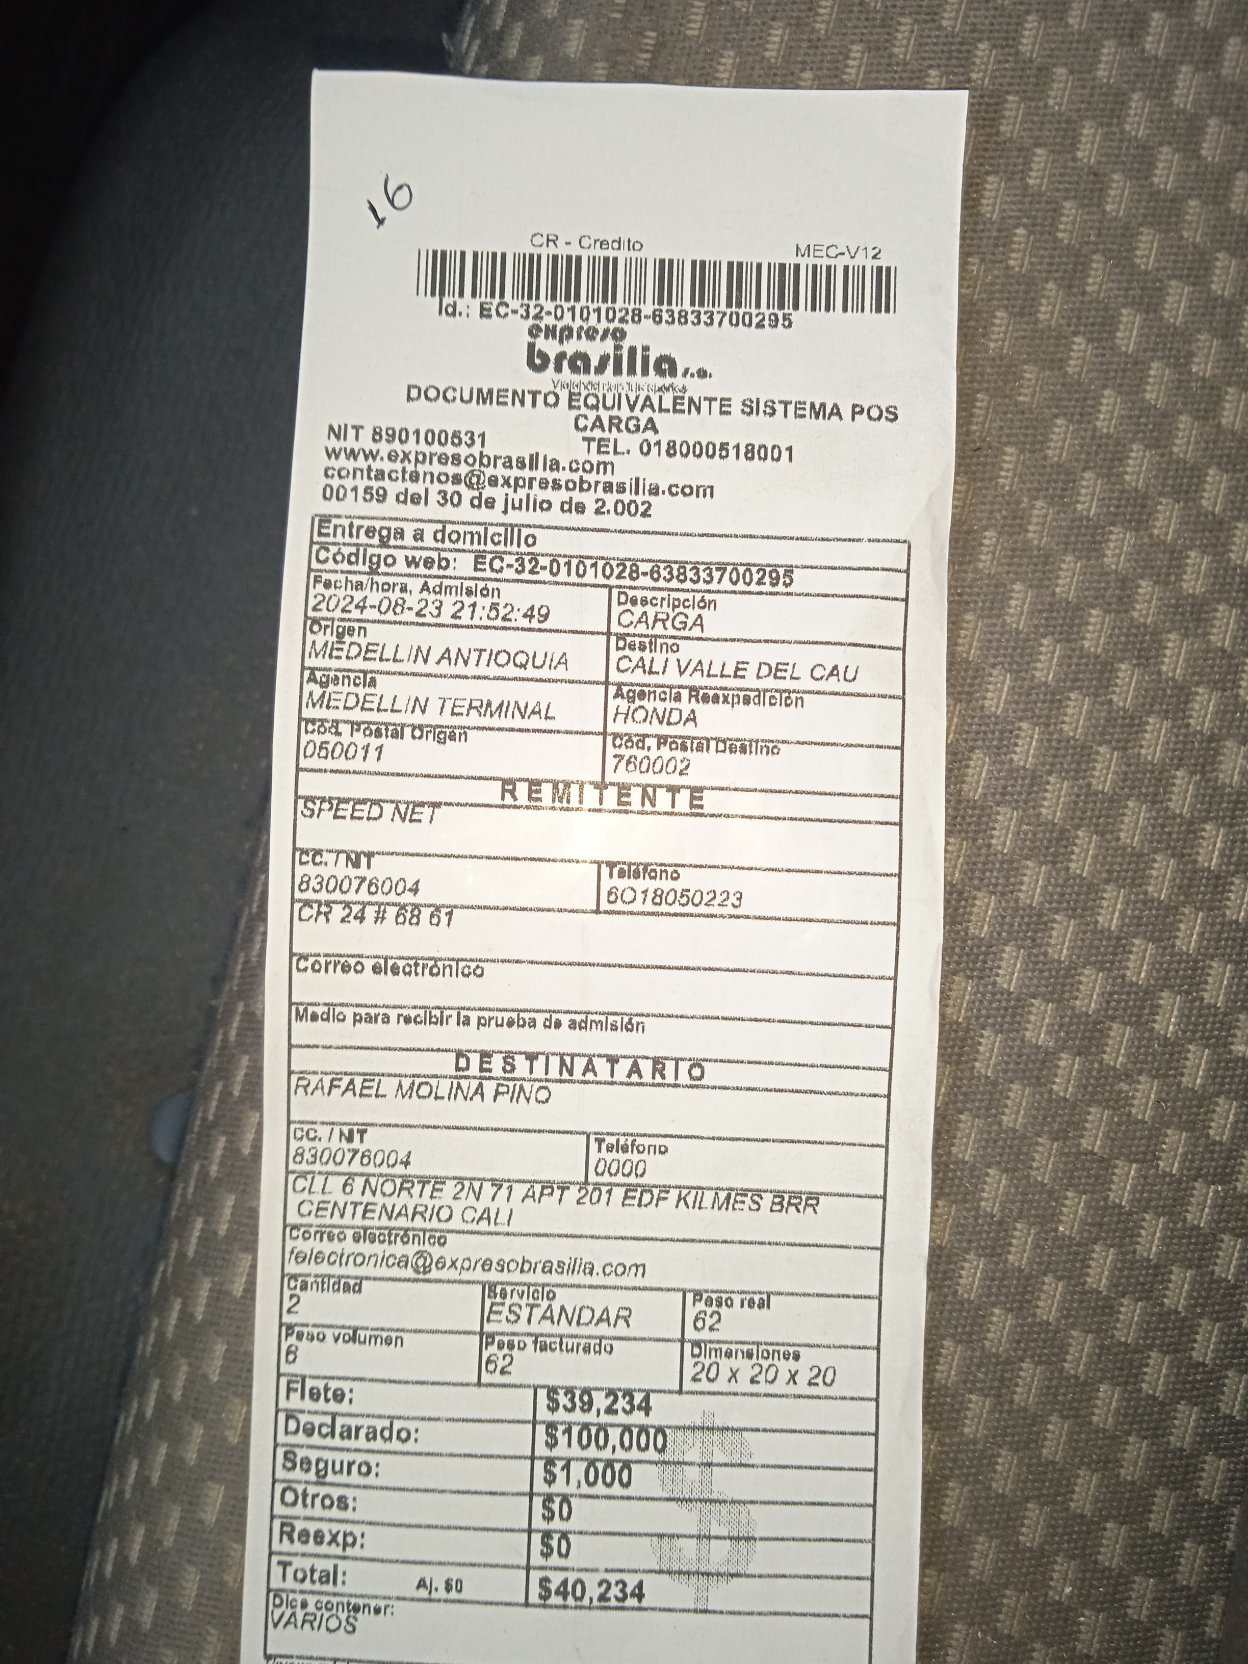 16
CR - Credito MEC-V12
Id.: EC-32-0101028-63833700295
expreso
brasilia s.a.
DOCUMENTO EQUIVALENTE SISTEMA POS
CARGA
NIT 890100531 TEL. 018000518001
www.expresobrasilia.com
contactenos@expresobrasilia.com
00159 del 30 de julio de 2.002
Entrega a domicilio
Código web: EC-32-0101028-63833700295
Fecha/hora, Admisión Descripción
2024-08-23 21:52:49 CARGA
Origen Destino
MEDELLIN ANTIOQUIA CALI VALLE DEL CAU
Agencia Agencia Reexpedición
MEDELLIN TERMINAL HONDA
Cód. Postal Origen Cód. Postal Destino
050011 760002
REMITENTE
SPEED NET
CC. / NIT Teléfono
830076004 6O18050223
CR 24 # 68 61
Correo electrónico
Medio para recibir la prueba de admisión
DESTINATARIO
RAFAEL MOLINA PINO
CC. / NIT Teléfono
830076004 0000
CLL 6 NORTE 2N 71 APT 201 EDF KILMES BRR
CENTENARIO CALI
Correo electrónico
felectronica@expresobrasilia.com
Cantidad Servicio Peso real
2 ESTANDAR 62
Peso volumen Peso facturado Dimensiones
6 62 20 x 20 x 20
Flete: $39,234
Declarado: $100,000
Seguro: $1,000
Otros: $0
Reexp: $0
Total: Aj. $0 $40,234
Dice contener:
VARIOS